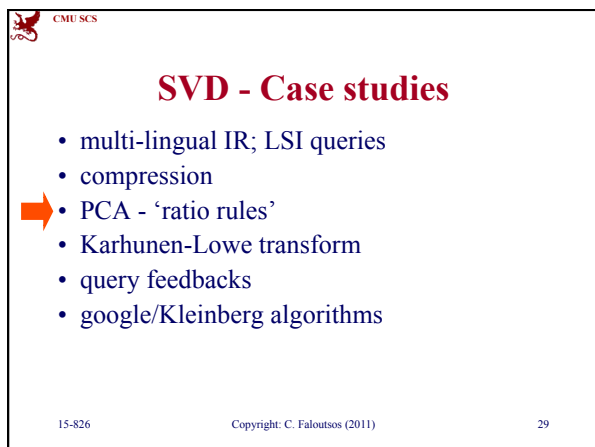 CMU SCS
SVD - Case studies
• multi-lingual IR; LSI queries
• compression
• PCA - ‘ratio rules’
• Karhunen-Lowe transform
• query feedbacks
• google/Kleinberg algorithms
15-826 Copyright: C. Faloutsos (2011) 29